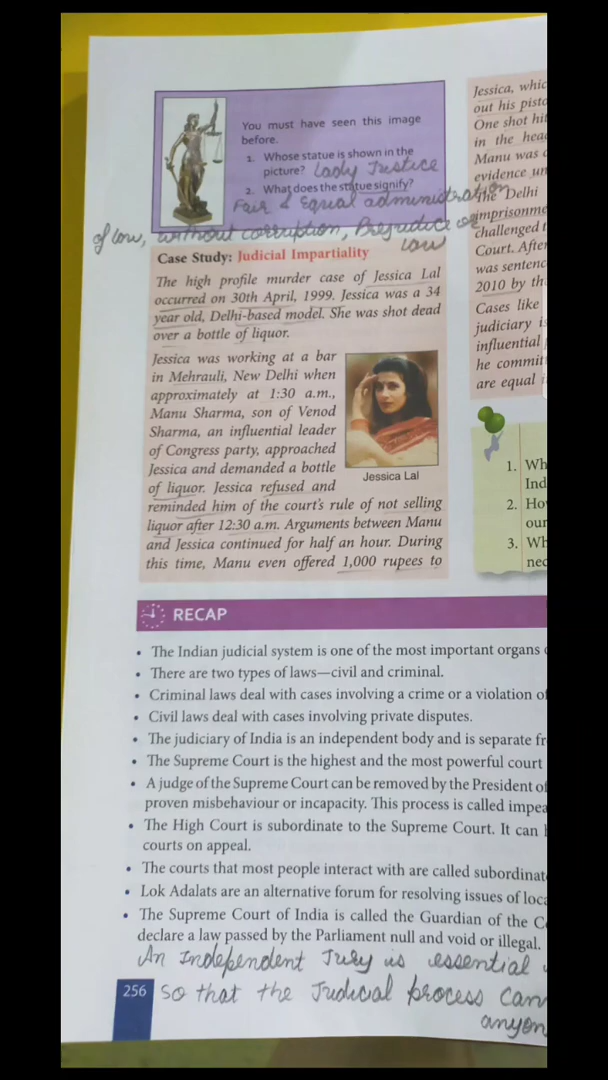 You must have seen this image
before.
1. Whose statue is shown in the
picture? Lady Justice
2. What does the statue signify?
Fair & Equal administration
of law, without corruption, Prejudice or
law
Case Study: Judicial Impartiality
The high profile murder case of Jessica Lal
occurred on 30th April, 1999. Jessica was a 34
year old, Delhi-based model. She was shot dead
over a bottle of liquor.
Jessica was working at a bar
in Mehrauli, New Delhi when
approximately at 1:30 a.m.,
Manu Sharma, son of Venod
Sharma, an influential leader
of Congress party, approached
Jessica and demanded a bottle
of liquor. Jessica refused and
reminded him of the court's rule of not selling
liquor after 12:30 a.m. Arguments between Manu
and Jessica continued for half an hour. During
this time, Manu even offered 1,000 rupees to
Jessica Lal
Jessica, whic
out his pisto
One shot hit
in the hea
Manu was
evidence un
The Delhi
imprisonme
challenged t
Court. After
was sentenc
2010 by th
Cases like
judiciary is
influential
he commit
are equal
1. Wh
Ind
2. Ho
our
3. Wh
nec
RECAP
• The Indian judicial system is one of the most important organs
• There are two types of laws—civil and criminal.
• Criminal laws deal with cases involving a crime or a violation of
• Civil laws deal with cases involving private disputes.
• The judiciary of India is an independent body and is separate fr
• The Supreme Court is the highest and the most powerful court
• A judge of the Supreme Court can be removed by the President of
proven misbehaviour or incapacity. This process is called impea
• The High Court is subordinate to the Supreme Court. It can
courts on appeal.
• The courts that most people interact with are called subordinat
• Lok Adalats are an alternative forum for resolving issues of loca
• The Supreme Court of India is called the Guardian of the C
declare a law passed by the Parliament null and void or illegal.
An Independent Jury is essential
so that the Judicial process can
anyon
256